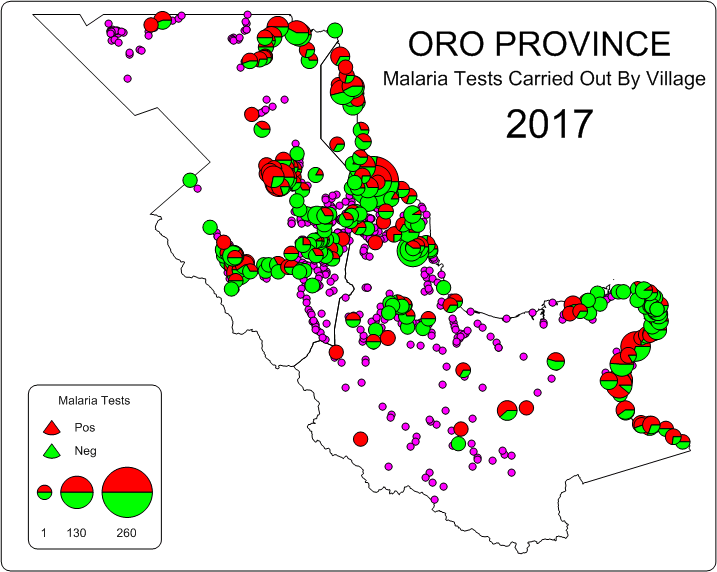 ORO PROVINCE
Malaria Tests Carried Out By Village
2017
Malaria Tests
Pos
Neg
1 130 260